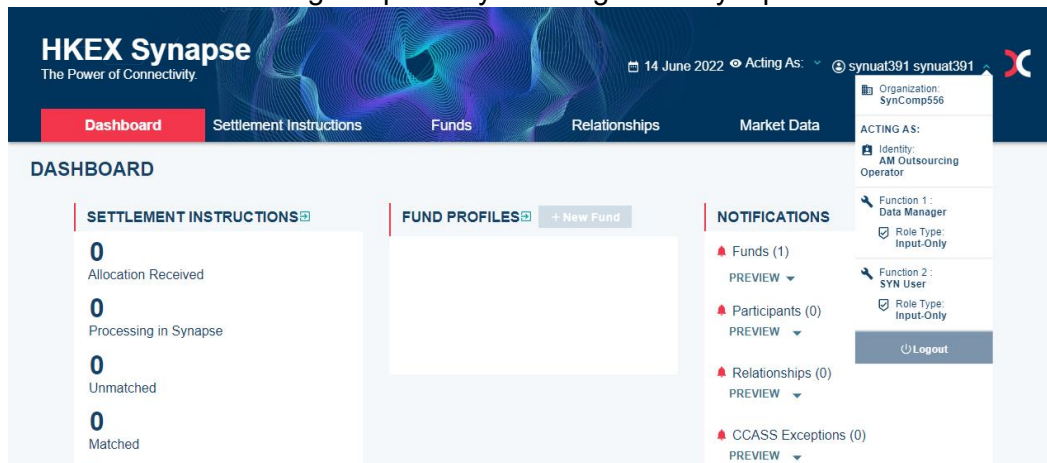 HKEX Synapse
The Power of Connectivity.
14 June 2022 Acting As: synuat391 synuat391
Dashboard Settlement Instructions Funds Relationships Market Data
Organization:
SynComp556
ACTING AS:
Identity:
AM Outsourcing
Operator
Function 1 :
Data Manager
Role Type:
Input-Only
Function 2 :
SYN User
Role Type:
Input-Only
Logout
DASHBOARD
SETTLEMENT INSTRUCTIONS
0
Allocation Received
0
Processing in Synapse
0
Unmatched
0
Matched
FUND PROFILES + New Fund
NOTIFICATIONS
Funds (1)
PREVIEW
Participants (0)
PREVIEW
Relationships (0)
PREVIEW
CCASS Exceptions (0)
PREVIEW